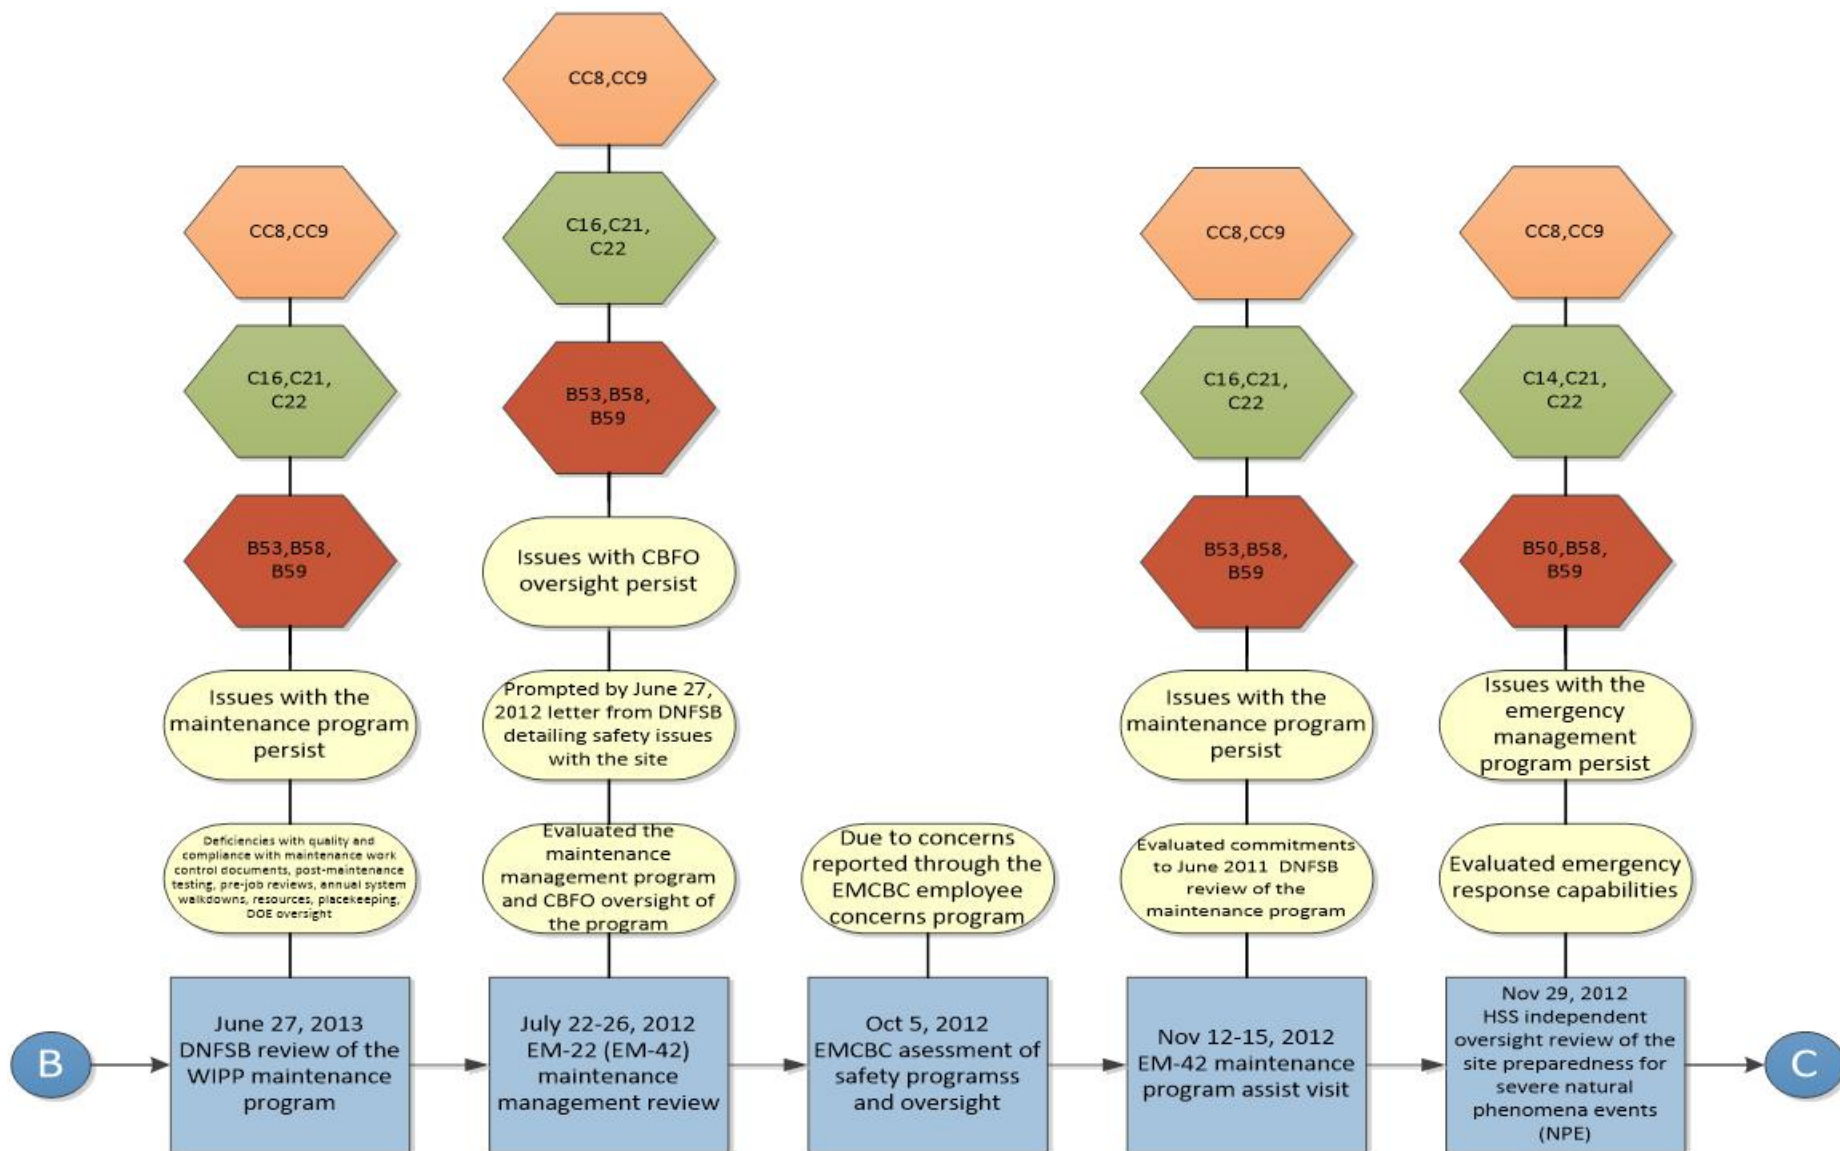 CC8,CC9
C16,C21,
C22
B53,B58,
B59
Issues with the
maintenance program
persist
Deficiencies with quality and
compliance with maintenance work
control documents, post-maintenance
testing, pre-job reviews, annual system
walkdowns, resources, placekeeping,
DOE oversight
B
June 27, 2013
DNFSB review of the
WIPP maintenance
program
CC8,CC9
C16,C21,
C22
B53,B58,
B59
Issues with CBFO
oversight persist
Prompted by June 27,
2012 letter from DNFSB
detailing safety issues
with the site
Evaluated the
maintenance
management program
and CBFO oversight of
the program
July 22-26, 2012
EM-22 (EM-42)
maintenance
management review
Due to concerns
reported through the
EMCBC employee
concerns program
Oct 5, 2012
EMCBC asessment of
safety programss
and oversight
CC8,CC9
C16,C21,
C22
B53,B58,
B59
Issues with the
maintenance program
persist
Evaluated commitments
to June 2011 DNFSB
review of the
maintenance program
Nov 12-15, 2012
EM-42 maintenance
program assist visit
CC8,CC9
C14,C21,
C22
B50,B58,
B59
Issues with the
emergency
management
program persist
Evaluated emergency
response capabilities
Nov 29, 2012
HSS independent
oversight review of the
site preparedness for
severe natural
phenomena events
(NPE)
C